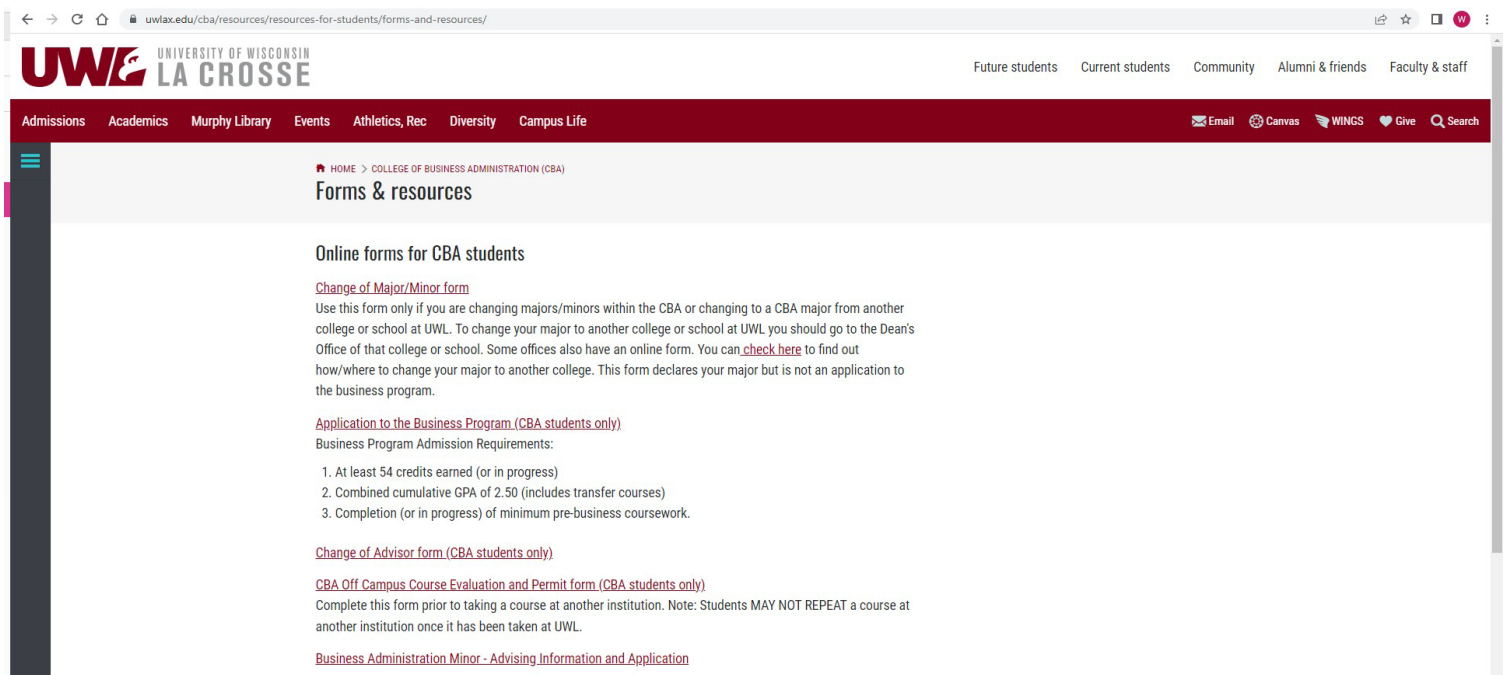 uwlax.edu/cba/resources/resources-for-students/forms-and-resources/
W
UWL
UNIVERSITY OF WISCONSIN
LA CROSSE
Future students Current students Community Alumni & friends Faculty & staff
Admissions Academics Murphy Library Events Athletics, Rec Diversity Campus Life Email Canvas WINGS Give Search
HOME > COLLEGE OF BUSINESS ADMINISTRATION (CBA)
Forms & resources
Online forms for CBA students
Change of Major/Minor form
Use this form only if you are changing majors/minors within the CBA or changing to a CBA major from another
college or school at UWL. To change your major to another college or school at UWL you should go to the Dean's
Office of that college or school. Some offices also have an online form. You can check here to find out
how/where to change your major to another college. This form declares your major but is not an application to
the business program.
Application to the Business Program (CBA students only)
Business Program Admission Requirements:
1. At least 54 credits earned (or in progress)
2. Combined cumulative GPA of 2.50 (includes transfer courses)
3. Completion (or in progress) of minimum pre-business coursework.
Change of Advisor form (CBA students only)
CBA Off Campus Course Evaluation and Permit form (CBA students only)
Complete this form prior to taking a course at another institution. Note: Students MAY NOT REPEAT a course at
another institution once it has been taken at UWL.
Business Administration Minor - Advising Information and Application